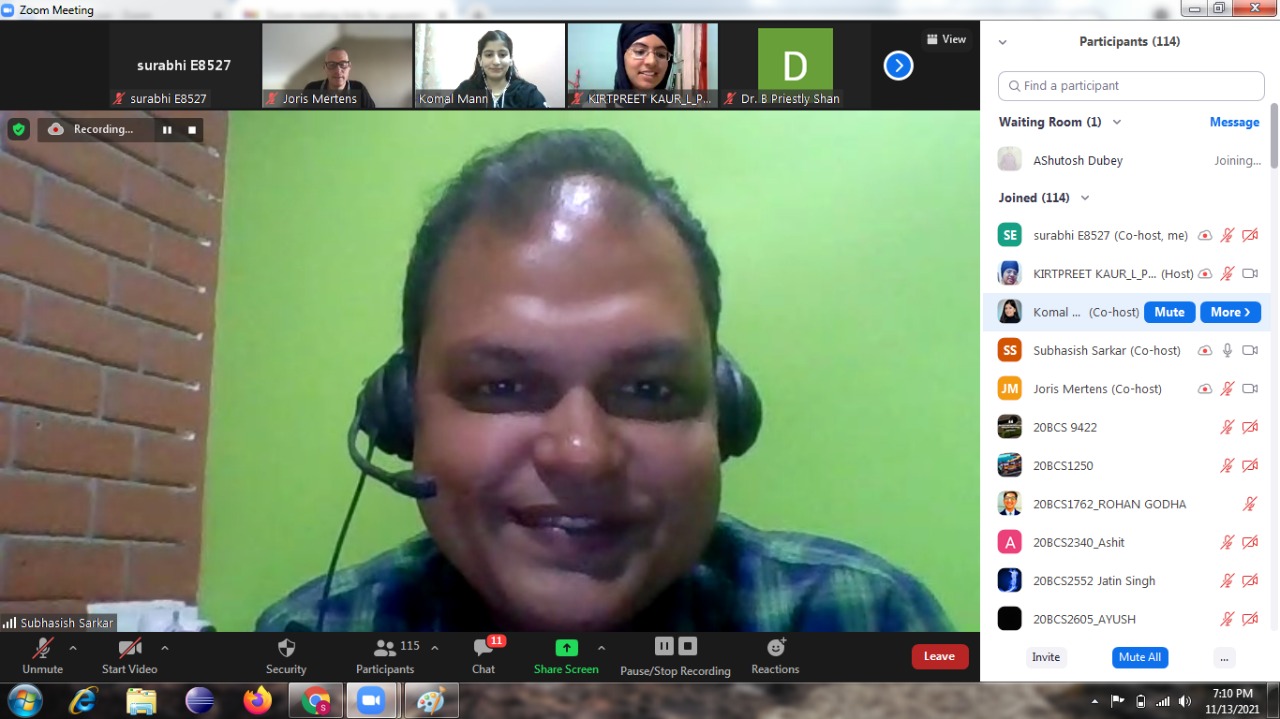 Zoom Meeting
surabhi E8527
surabhi E8527
Joris Mertens
Komal Mann
KIRTPREET KAUR_L_P...
D
Dr. B Priestly Shan
View
Recording...
Subhasish Sarkar
Participants (114)
Find a participant
Waiting Room (1)
Message
AShutosh Dubey
Joining...
Joined (114)
SE
surabhi E8527 (Co-host, me)
KIRTPREET KAUR_L_P... (Host)
Komal ... (Co-host)
Mute
More
SS
Subhasish Sarkar (Co-host)
JM
Joris Mertens (Co-host)
20BCS 9422
20BCS1250
20BCS1762_ROHAN GODHA
A
20BCS2340_Ashit
20BCS2552 Jatin Singh
20BCS2605_AYUSH
Invite
Mute All
...
Unmute
Start Video
Security
115
Participants
11
Chat
Share Screen
Pause/Stop Recording
Reactions
Leave
S
7:10 PM
11/13/2021